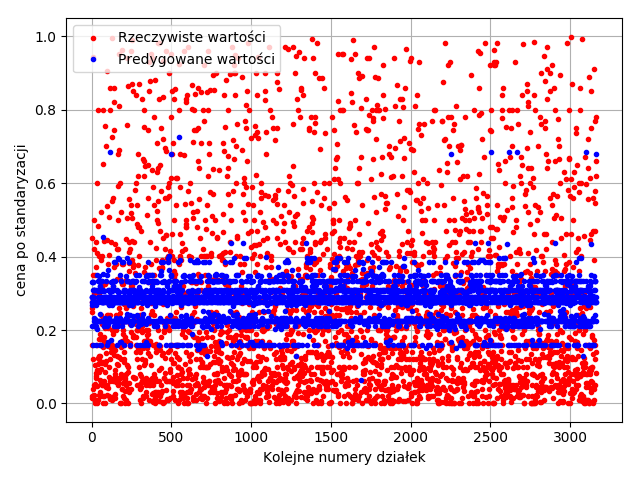 Rzeczywiste wartości
Predygowane wartości
cena po standaryzacji
1.0
0.8
0.6
0.4
0.2
0.0
0 500 1000 1500 2000 2500 3000
Kolejne numery działek